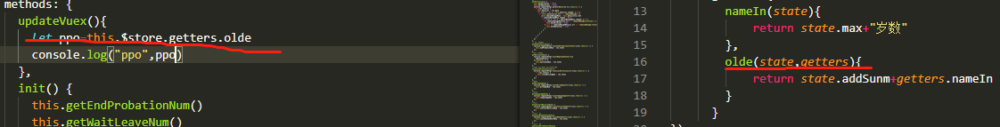 methods: {
updateVuex(){
let ppo=this.$store.getters.olde
console.log("ppo",ppo)
},
init() {
this.getEndProbationNum()
this.getWaitLeaveNum()
13 nameIn(state){
14 return state.max+"岁数"
15 },
16 olde(state,getters){
17 return state.addSunm+getters.nameIn
18 }
19 }